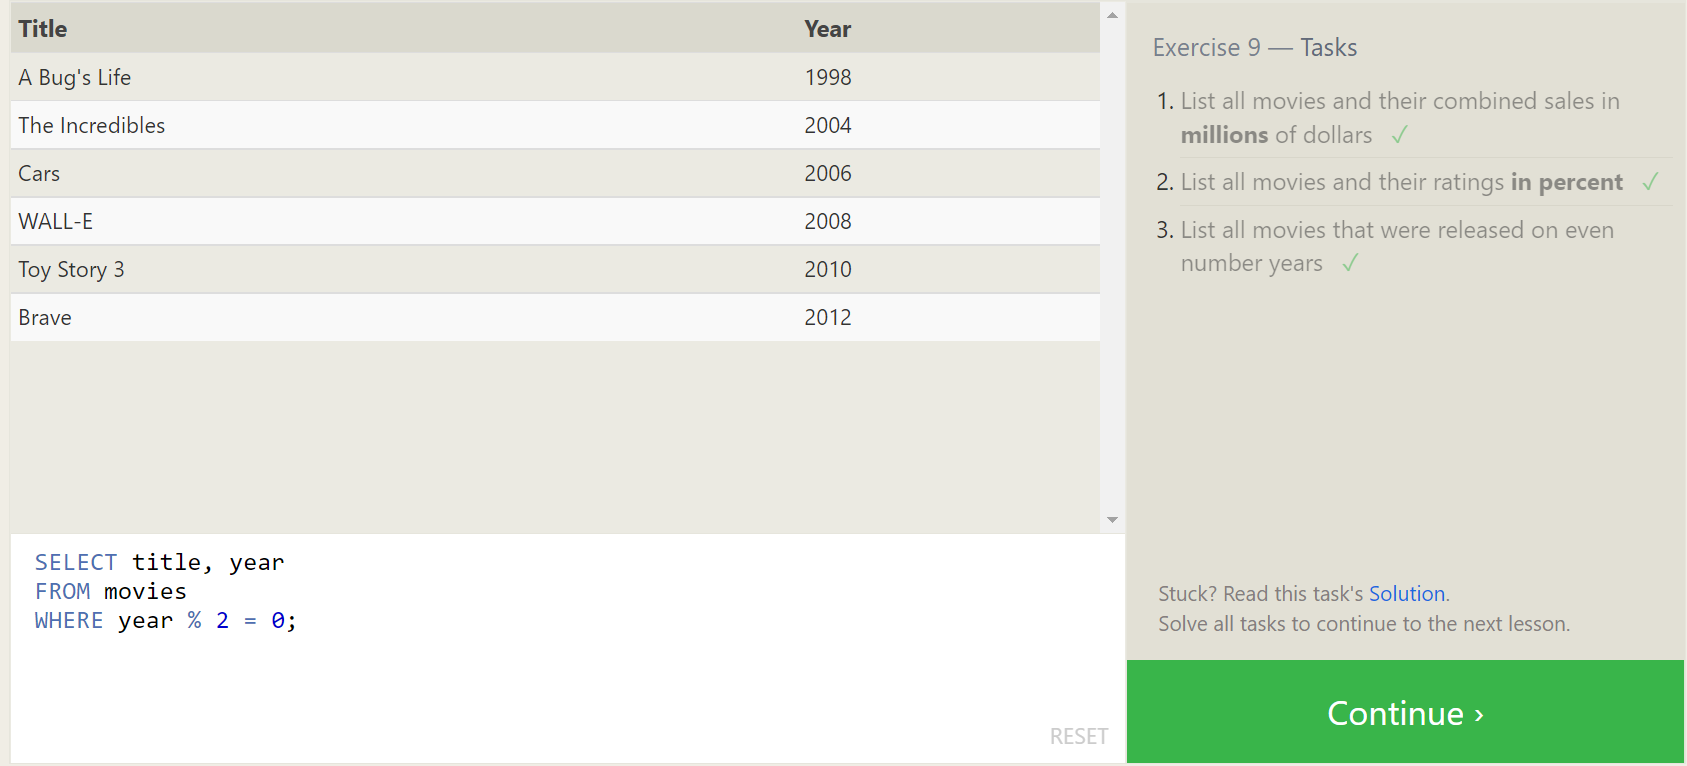 Title Year
A Bug's Life 1998
The Incredibles 2004
Cars 2006
WALL-E 2008
Toy Story 3 2010
Brave 2012
SELECT title, year
FROM movies
WHERE year % 2 = 0;
RESET
Exercise 9 — Tasks
1. List all movies and their combined sales in
millions of dollars ✓
2. List all movies and their ratings in percent ✓
3. List all movies that were released on even
number years ✓
Stuck? Read this task's Solution.
Solve all tasks to continue to the next lesson.
Continue ›